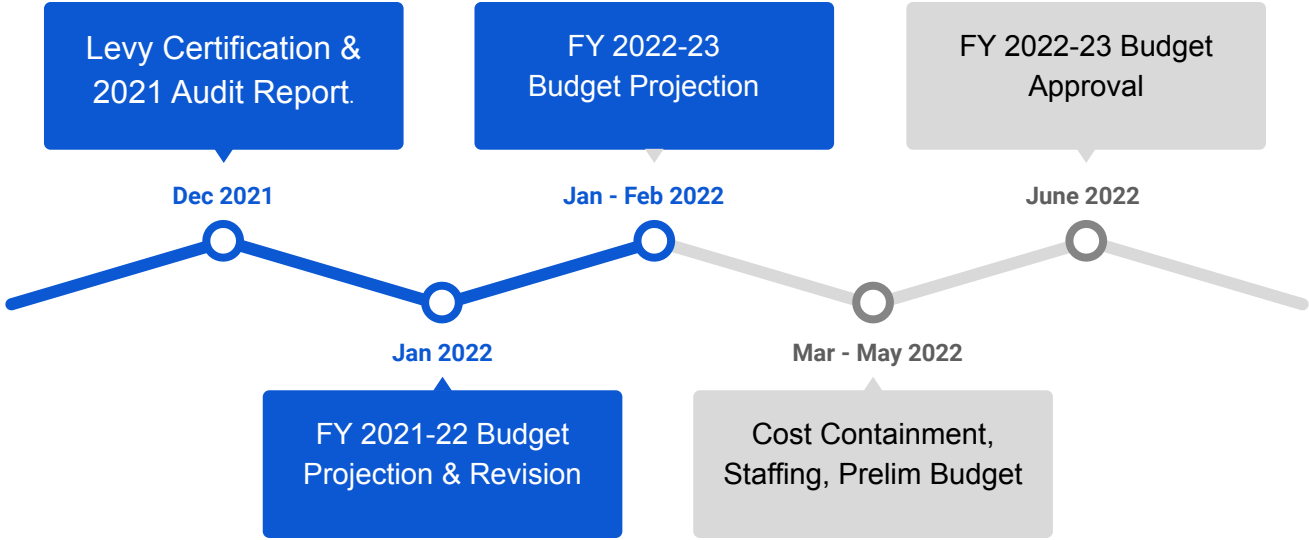 Levy Certification &
2021 Audit Report.
Dec 2021
FY 2021-22 Budget
Projection & Revision
Jan 2022
FY 2022-23
Budget Projection
Jan - Feb 2022
Cost Containment,
Staffing, Prelim Budget
Mar - May 2022
FY 2022-23 Budget
Approval
June 2022